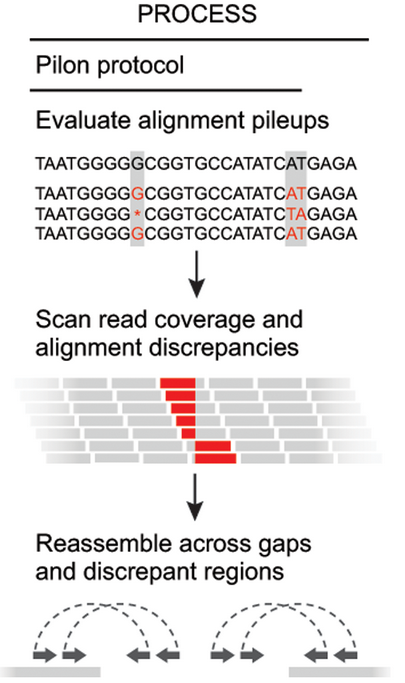 PROCESS
Pilon protocol
Evaluate alignment pileups
TAATGGGGGCGGTGCCATATCATGAGA
TAATGGGGGCGGTGCCATATCATGAGA
TAATGGGG*CGGTGCCATATCTAGAGA
TAATGGGGGCGGTGCCATATCATGAGA
Scan read coverage and
alignment discrepancies
Reassemble across gaps
and discrepant regions